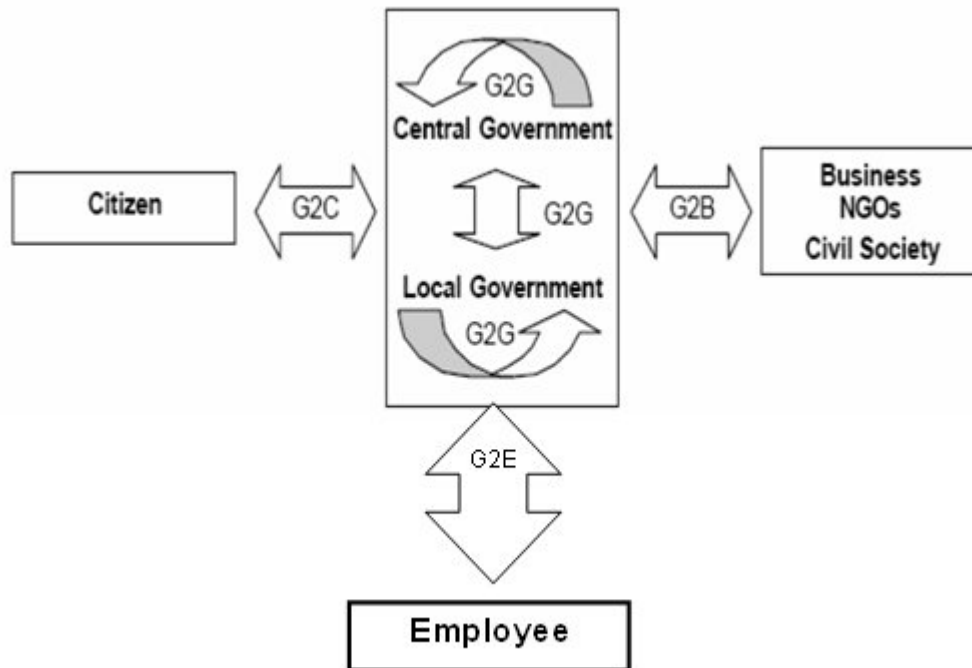 G2G
Central Government
Citizen
G2C
G2G
G2B
Business
NGOs
Civil Society
Local Government
G2G
G2E
Employee